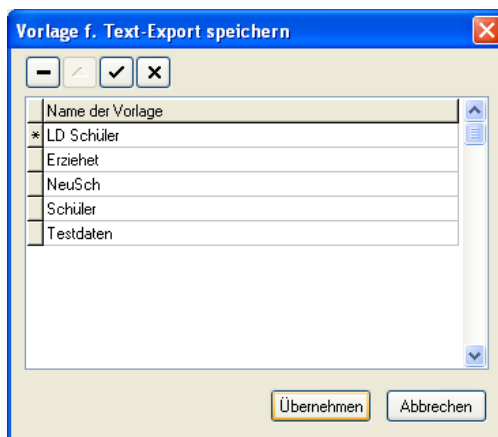 Vorlage f. Text-Export speichern
Name der Vorlage
* LD Schüler
Erziehet
NeuSch
Schüler
Testdaten
Übernehmen Abbrechen